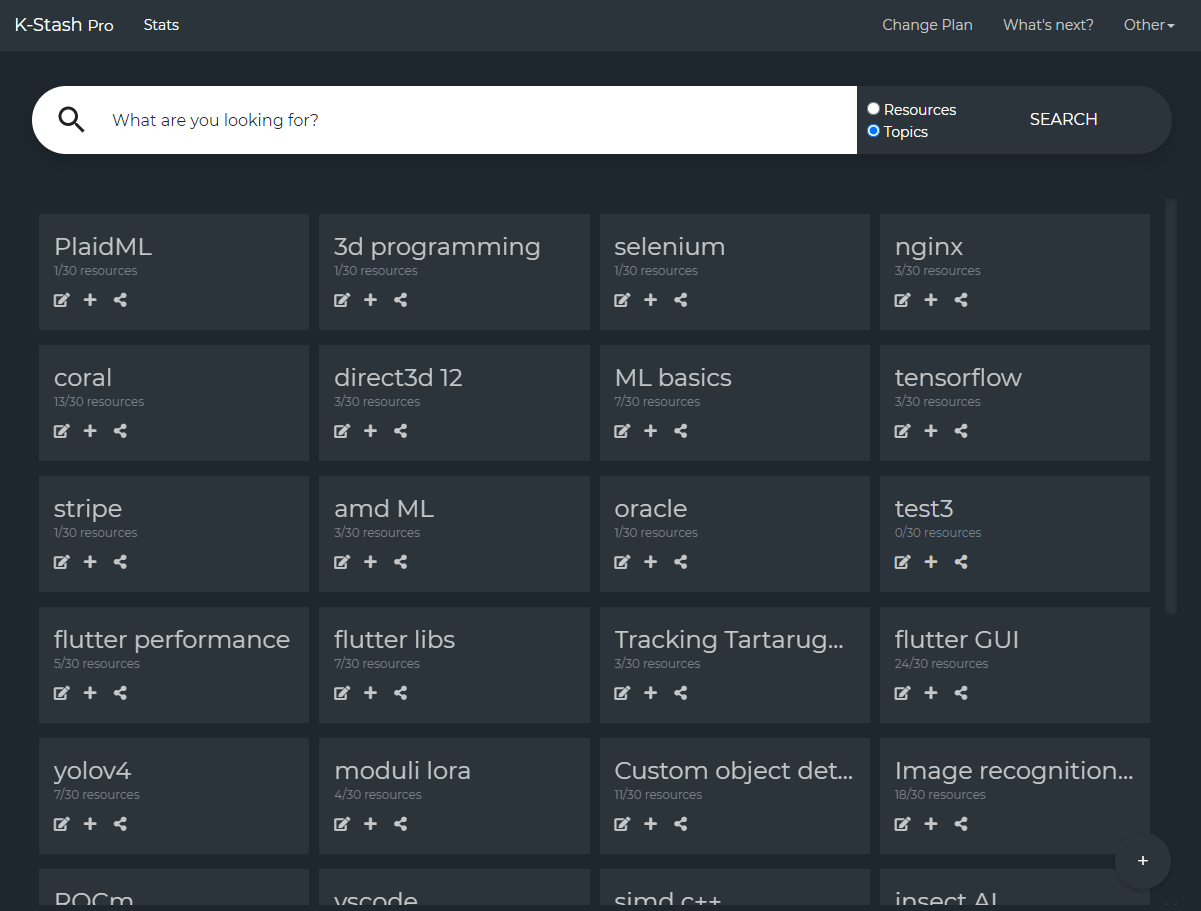 K-Stash Pro Stats Change Plan What's next? Other
What are you looking for? Resources Topics SEARCH
PlaidML 3d programming selenium nginx
1/30 resources 1/30 resources 1/30 resources 3/30 resources
coral direct3d 12 ML basics tensorflow
13/30 resources 3/30 resources 7/30 resources 3/30 resources
stripe amd ML oracle test3
1/30 resources 3/30 resources 1/30 resources 0/30 resources
flutter performance flutter libs Tracking Tartarug... flutter GUI
5/30 resources 7/30 resources 3/30 resources 24/30 resources
yolov4 moduli lora Custom object det... Image recognition...
7/30 resources 4/30 resources 11/30 resources 18/30 resources
ROCm vscode simd c++ insect AI